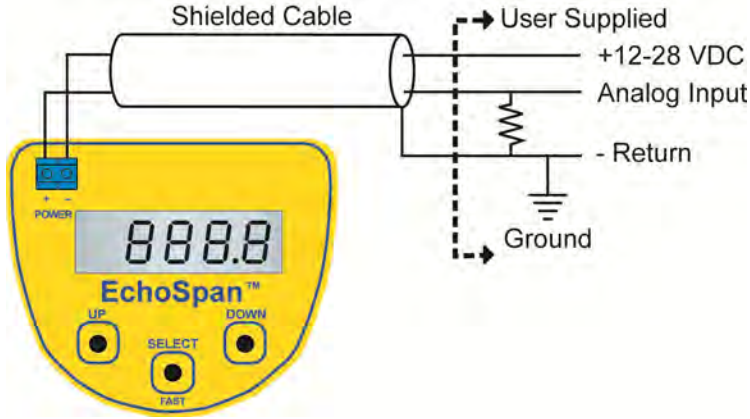 Shielded Cable
User Supplied
+12-28 VDC
Analog Input
- Return
Ground
+ -
POWER
888.8
EchoSpan™
UP
DOWN
SELECT
FAST